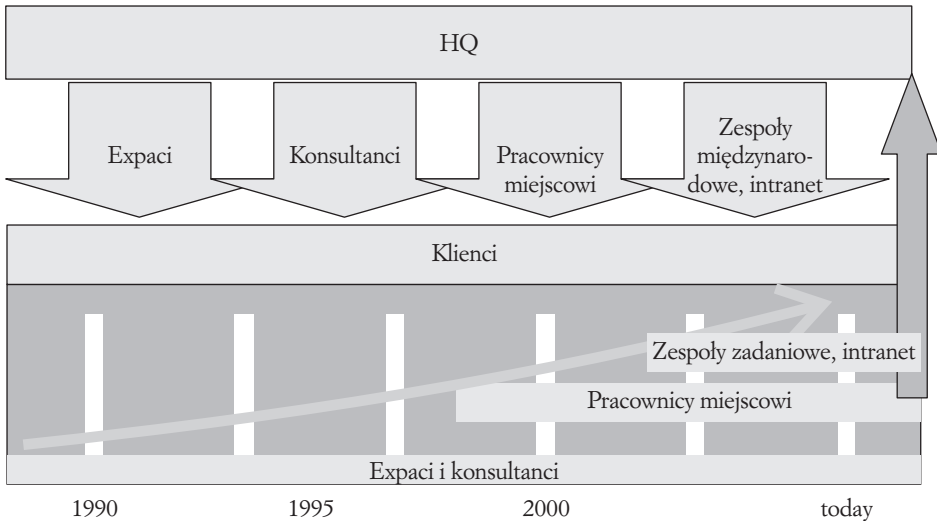 HQ
Expaci
Konsultanci
Pracownicy
miejscowi
Zespoły
międzynaro-
dowe, intranet
Klienci
Zespoły zadaniowe, intranet
Pracownicy miejscowi
Expaci i konsultanci
1990 1995 2000 today